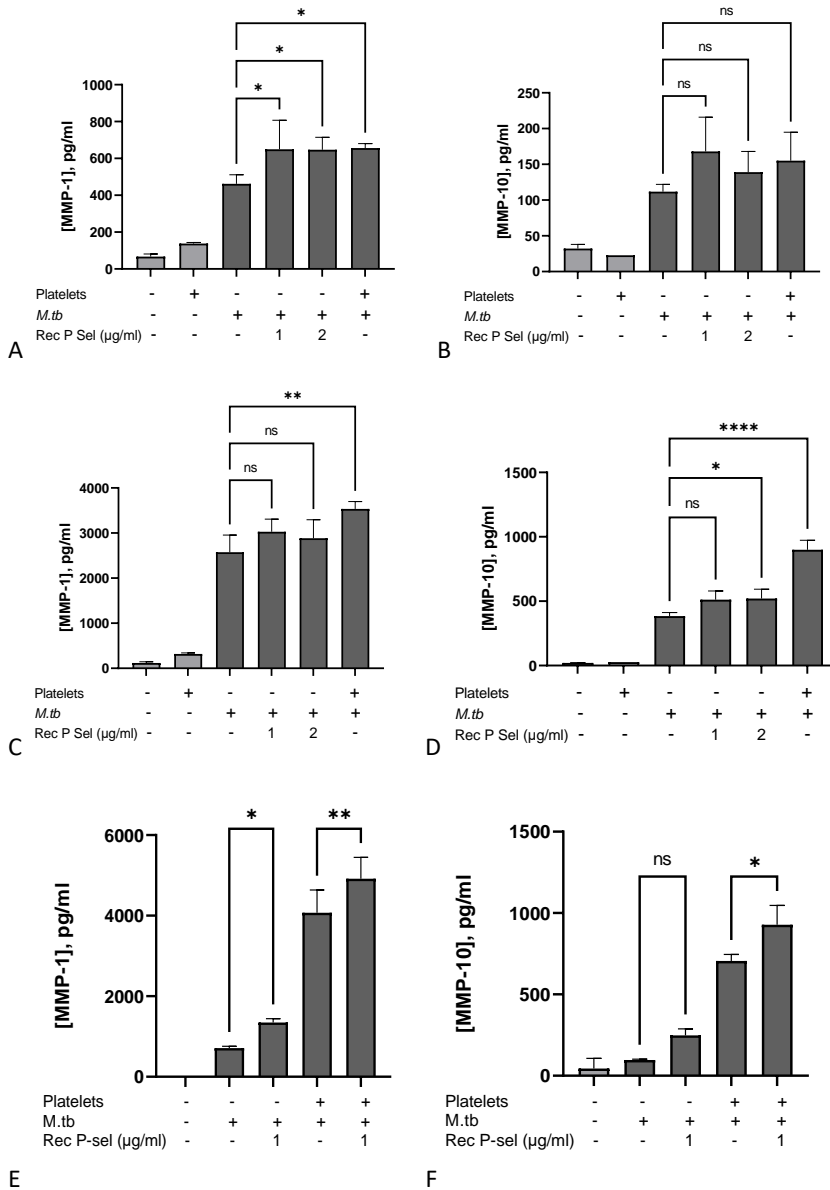 *
*
*
1000
800
600
400
200
0
[MMP-1], pg/ml
Platelets - + - - - +
M.tb - - + + + +
Rec P Sel (µg/ml) - - - 1 2 -
A
ns
ns
ns
250
200
150
100
50
0
[MMP-10], pg/ml
Platelets - + - - - +
M.tb - - + + + +
Rec P Sel (µg/ml) - - - 1 2 -
B
**
ns
ns
4000
3000
2000
1000
0
[MMP-1], pg/ml
Platelets - + - - - +
M.tb - - + + + +
Rec P Sel (µg/ml) - - - 1 2 -
C
****
*
ns
1500
1000
500
0
[MMP-10], pg/ml
Platelets - + - - - +
M.tb - - + + + +
Rec P Sel (µg/ml) - - - 1 2 -
D
* **
6000
4000
2000
0
[MMP-1], pg/ml
Platelets - - - + +
M.tb - + + + +
Rec P-sel (µg/ml) - - 1 - 1
E
ns *
1500
1000
500
0
[MMP-10], pg/ml
Platelets - - - + +
M.tb - + + + +
Rec P-sel (µg/ml) - - 1 - 1
F